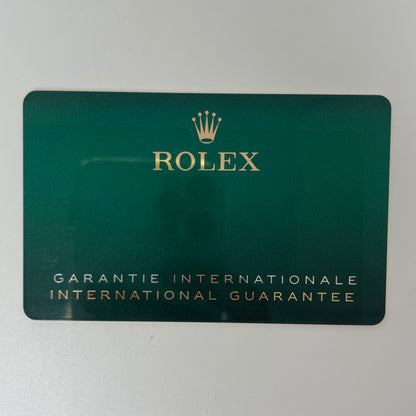 ROLEX
GARANTIE INTERNATIONALE
INTERNATIONAL GUARANTEE